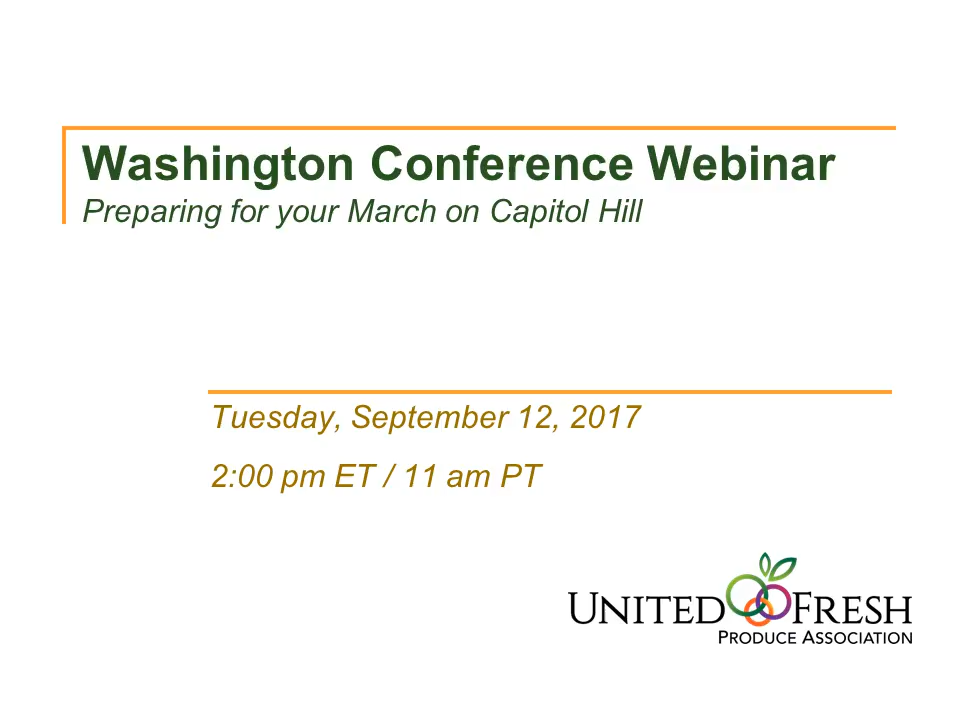 Washington Conference Webinar
Preparing for your March on Capitol Hill
Tuesday, September 12, 2017
2:00 pm ET / 11 am PT
UNITED FRESH
PRODUCE ASSOCIATION